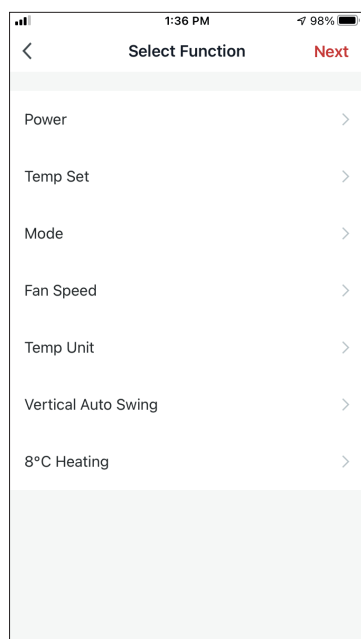 1:36 PM 98%
Select Function Next
Power
Temp Set
Mode
Fan Speed
Temp Unit
Vertical Auto Swing
8°C Heating